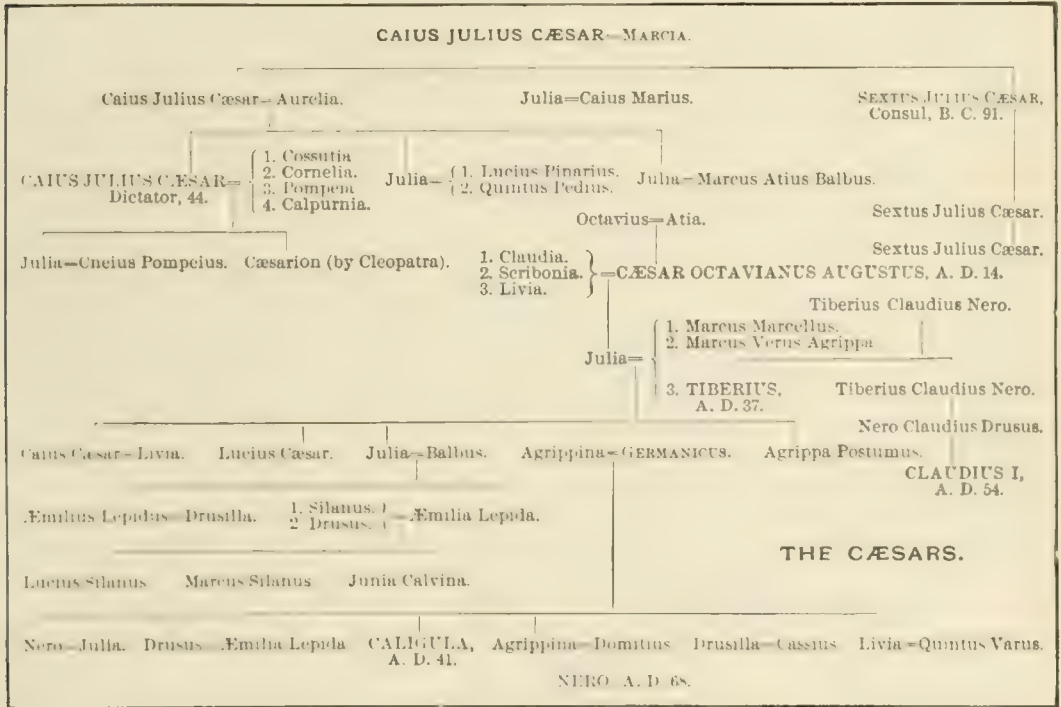 CAIUS JULIUS CÆSAR=MARCIA.
Caius Julius Cæsar=Aurelia. Julia=Caius Marius. SEXTUS JULIUS CÆSAR,
Consul, B. C. 91.
CAIUS JULIUS CÆSAR=
Dictator, 44.
1. Cossutia
2. Cornelia.
3. Pompeia
4. Calpurnia.
Julia=
1. Lucius Pinarius.
2. Quintus Pedius.
Julia=Marcus Atius Balbus.
Octavius=Atia. Sextus Julius Cæsar.
Sextus Julius Cæsar.
Julia=Cneius Pompeius. Cæsarion (by Cleopatra).
1. Claudia.
2. Scribonia.
3. Livia.
=CÆSAR OCTAVIANUS AUGUSTUS, A. D. 14.
Tiberius Claudius Nero.
Julia=
1. Marcus Marcellus.
2. Marcus Verus Agrippa
3. TIBERIUS,
A. D. 37.
Tiberius Claudius Nero.
Nero Claudius Drusus.
Caius Cæsar=Livia. Lucius Cæsar. Julia=Balbus. Agrippina=GERMANICUS. Agrippa Postumus.
CLAUDIUS I,
A. D. 54.
Æmilius Lepidus=Drusilla.
1. Silanus.
2 Drusus.
=Æmilia Lepida.
THE CÆSARS.
Lucius Silanus Marcus Silanus Junia Calvina.
Nero=Julia. Drusus=Æmilia Lepida CALIGULA,
A. D. 41.
Agrippina=Domitius Drusilla=Cassius Livia=Quintus Varus.
NERO A. D 68.